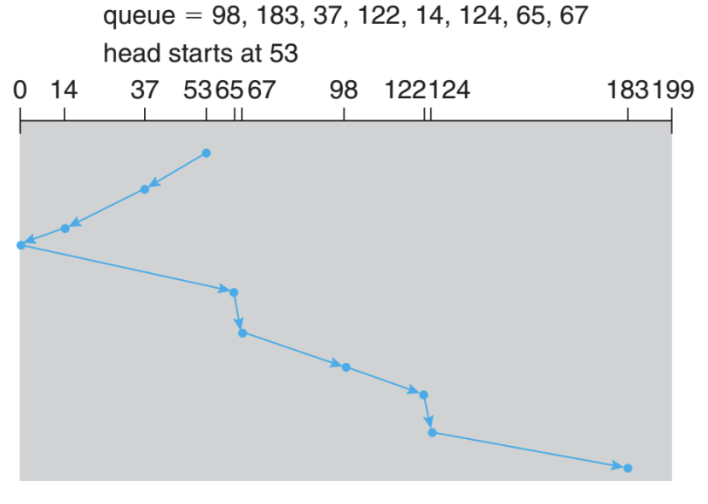 queue = 98, 183, 37, 122, 14, 124, 65, 67
head starts at 53
0 14 37 53 65 67 98 122 124 183 199